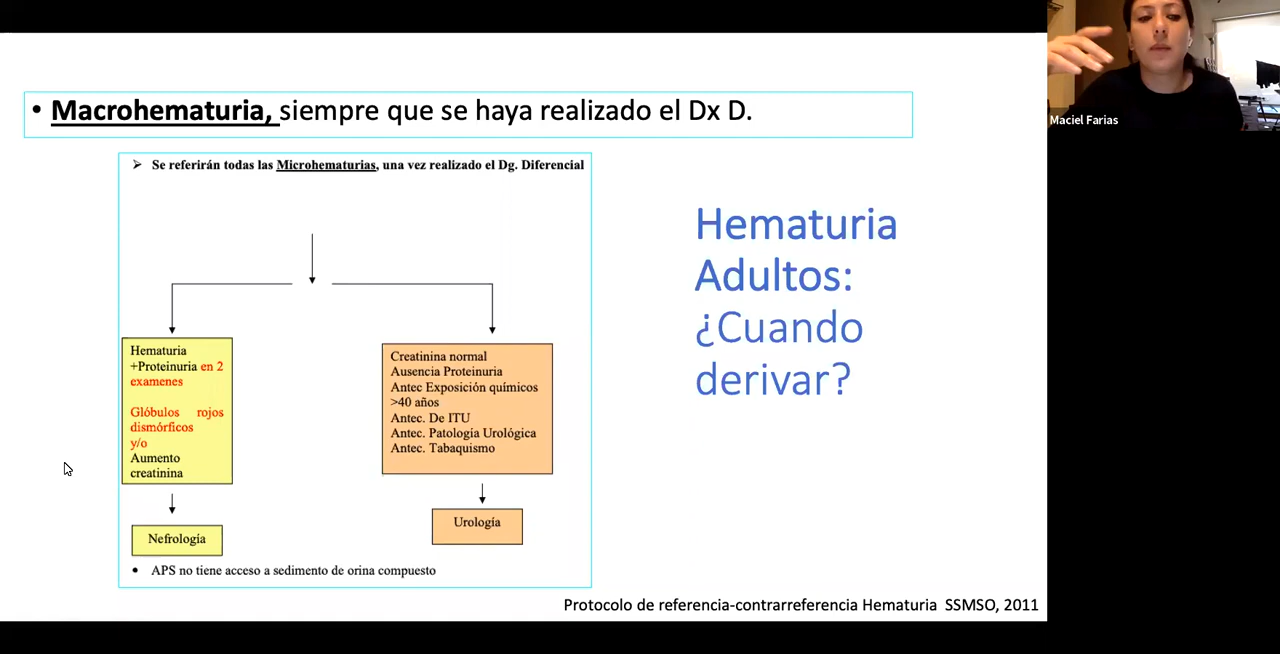 • Macrohematuria, siempre que se haya realizado el Dx D.
➢ Se referirán todas las Microhematurias, una vez realizado el Dg. Diferencial
Hematuria
+Proteinuria en 2
examenes
Glóbulos rojos
dismórficos
y/o
Aumento
creatinina
Nefrología
Creatinina normal
Ausencia Proteinuria
Antec Exposición químicos
>40 años
Antec. De ITU
Antec. Patología Urológica
Antec. Tabaquismo
Urología
• APS no tiene acceso a sedimento de orina compuesto
Hematuria
Adultos:
¿Cuando
derivar?
Protocolo de referencia-contrarreferencia Hematuria SSMSO, 2011
Maciel Farias